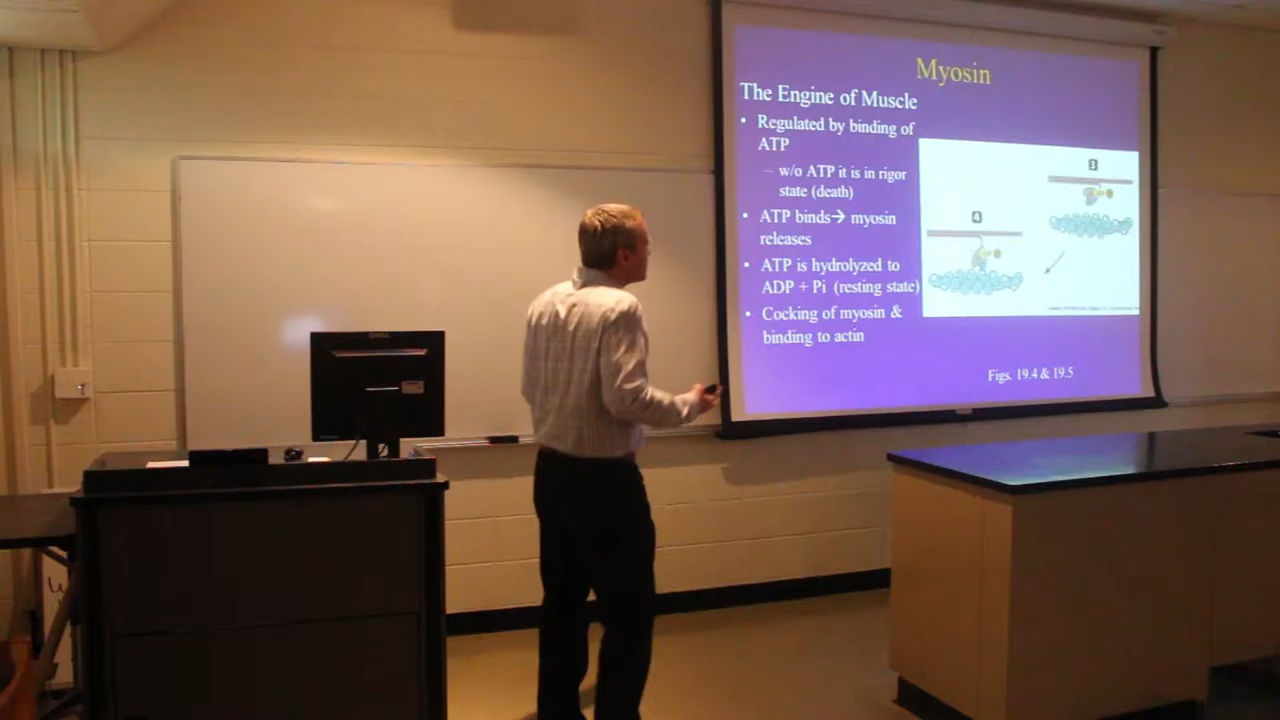 Myosin
The Engine of Muscle
• Regulated by binding of
ATP
– w/o ATP it is in rigor
state (death)
• ATP binds→ myosin
releases
• ATP is hydrolyzed to
ADP + Pi (resting state)
• Cocking of myosin &
binding to actin
3
4
Figs. 19.4 & 19.5
DELL